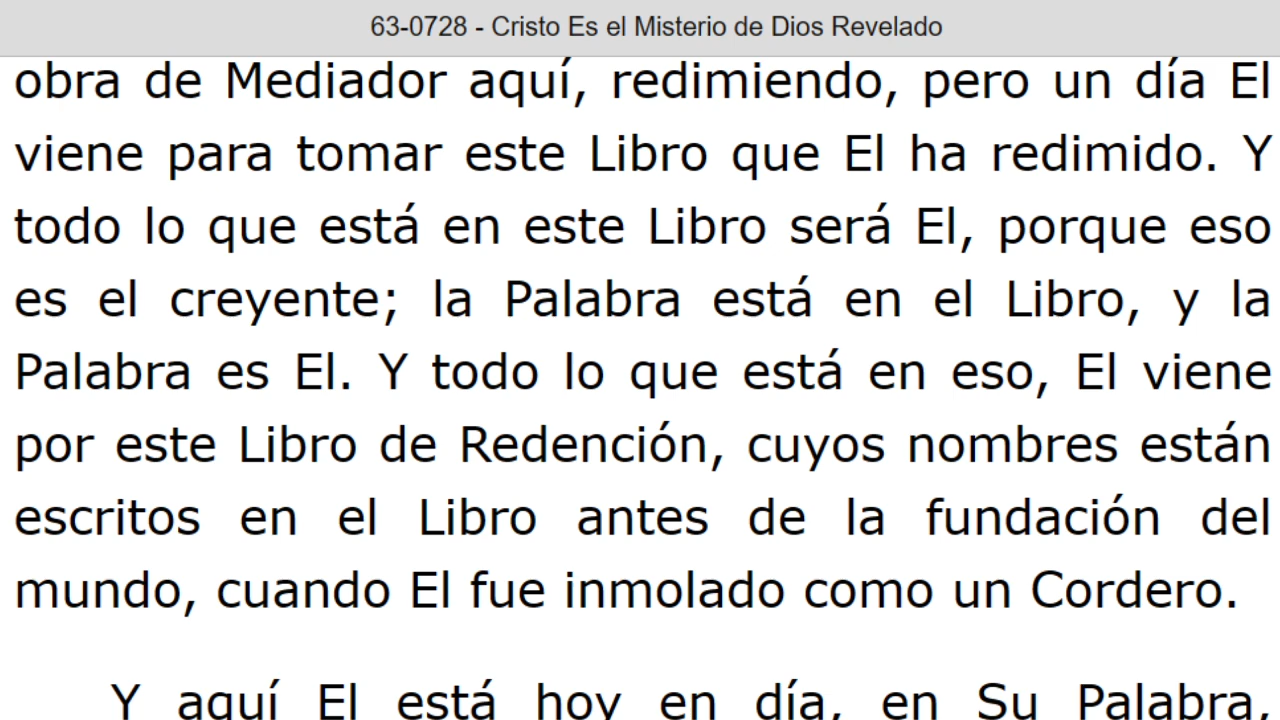 63-0728 - Cristo Es el Misterio de Dios Revelado
obra de Mediador aquí, redimiendo, pero un día El
viene para tomar este Libro que El ha redimido. Y
todo lo que está en este Libro será El, porque eso
es el creyente; la Palabra está en el Libro, y la
Palabra es El. Y todo lo que está en eso, El viene
por este Libro de Redención, cuyos nombres están
escritos en el Libro antes de la fundación del
mundo, cuando El fue inmolado como un Cordero.
Y aquí El está hoy en día, en Su Palabra,